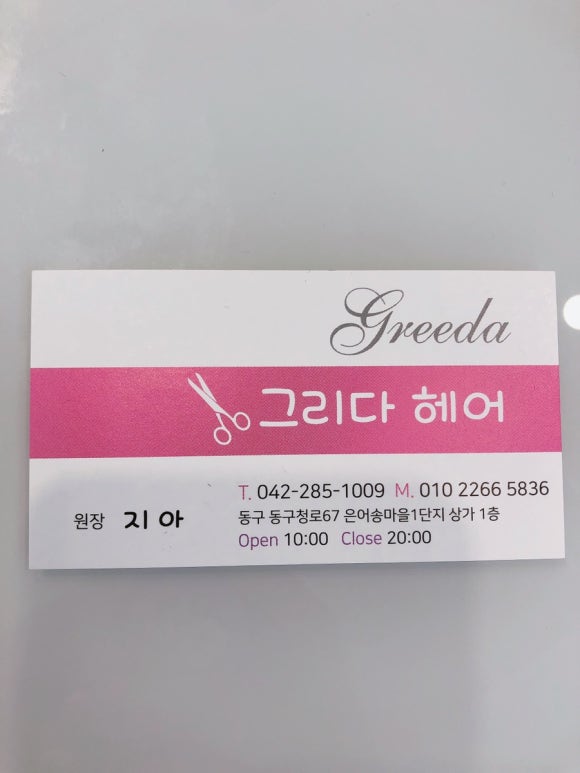 Greeda
그리다 헤어
T. 042-285-1009 M. 010 2266 5836
원장 지아 동구 동구청로67 은어송마을1단지 상가 1층
Open 10:00 Close 20:00